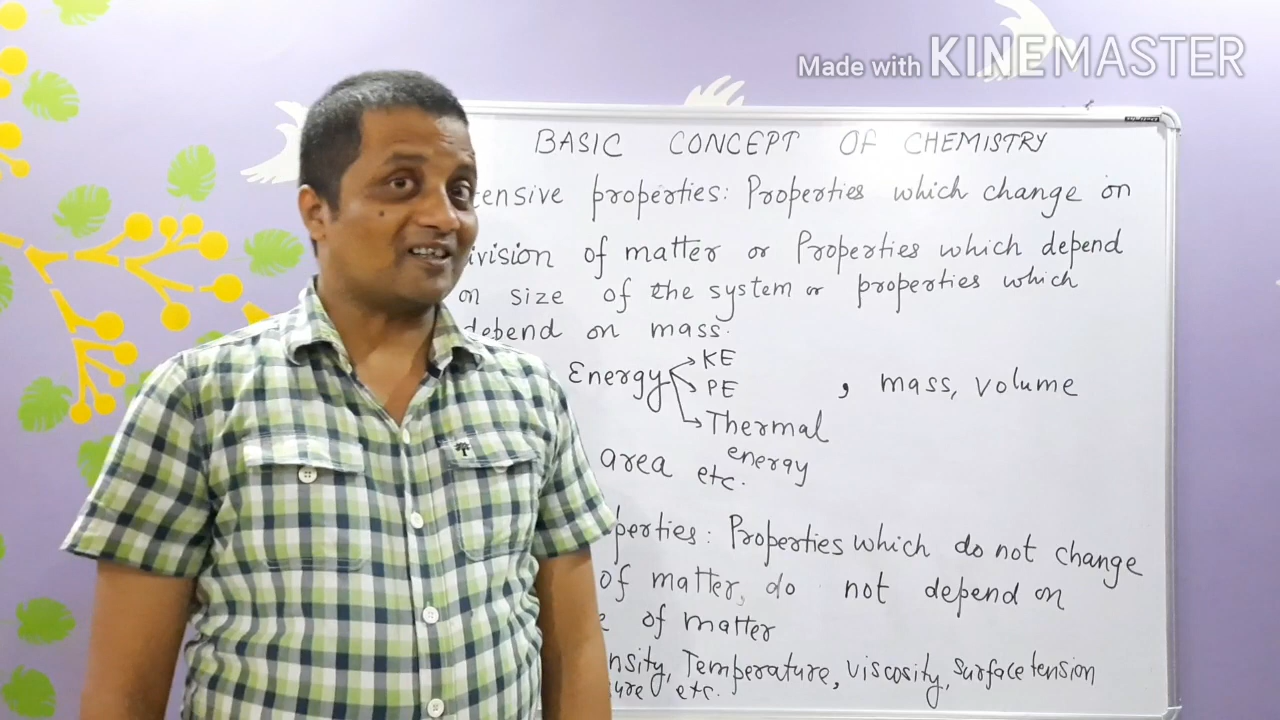 Made with KINEMASTER
BASIC CONCEPT OF CHEMISTRY
tensive properties: Properties which change on
ivision of matter or Properties which depend
on size of the system or properties which
depend on mass.
Energy → KE
PE , mass, volume
Thermal
energy
area etc.
perties: Properties which do not change
of matter, do not depend on
of matter
nsity, Temperature, Viscosity, Surface tension
ure etc.